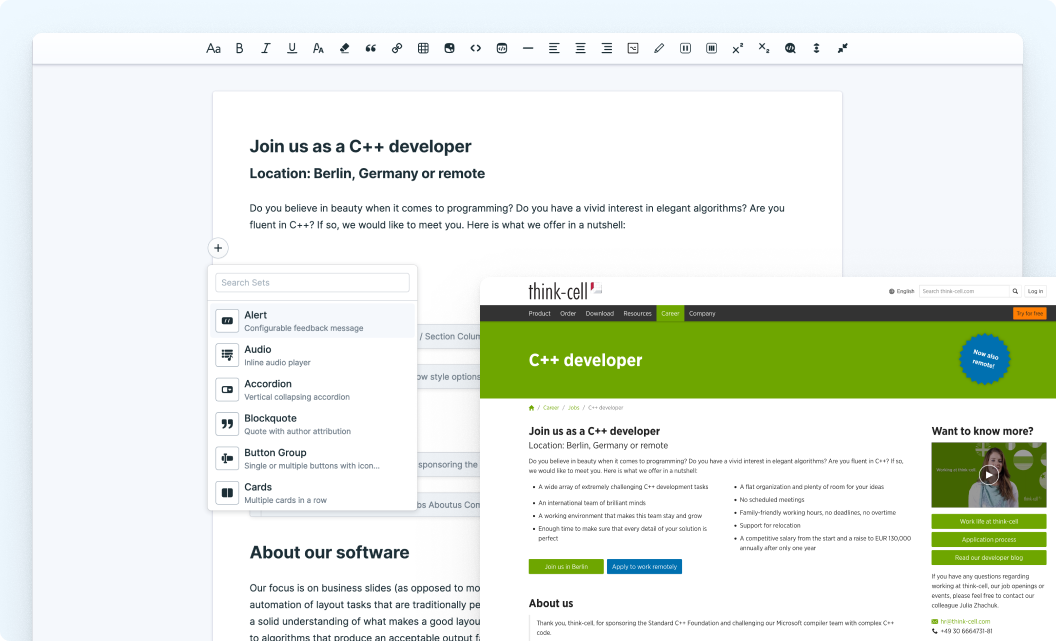 Aa B I U AA
Join us as a C++ developer
Location: Berlin, Germany or remote
Do you believe in beauty when it comes to programming? Do you have a vivid interest in elegant algorithms? Are you
fluent in C++? If so, we would like to meet you. Here is what we offer in a nutshell:
+
Search Sets
Alert
Configurable feedback message
Audio
Inline audio player
Accordion
Vertical collapsing accordion
Blockquote
Quote with author attribution
Button Group
Single or multiple buttons with icon...
Cards
Multiple cards in a row
/ Section Colum
ow style options
sponsoring the
bs Aboutus Com
About our software
Our focus is on business slides (as opposed to mo
automation of layout tasks that are traditionally pe
a solid understanding of what makes a good layou
to algorithms that produce an acceptable output fa
think-cell
English
Search think-cell.com
Log in
Product Order Download Resources Career Company
Try for free
C++ developer
Now also
remote!
/ Career / Jobs / C++ developer
Join us as a C++ developer
Location: Berlin, Germany or remote
Do you believe in beauty when it comes to programming? Do you have a vivid interest in elegant algorithms? Are you fluent in C++? If so,
we would like to meet you. Here is what we offer in a nutshell:
• A wide array of extremely challenging C++ development tasks
• An international team of brilliant minds
• A working environment that makes this team stay and grow
• Enough time to make sure that every detail of your solution is
perfect
• A flat organization and plenty of room for your ideas
• No scheduled meetings
• Family-friendly working hours, no deadlines, no overtime
• Support for relocation
• A competitive salary from the start and a raise to EUR 130,000
annually after only one year
Join us in Berlin
Apply to work remotely
About us
Thank you, think-cell, for sponsoring the Standard C++ Foundation and challenging our Microsoft compiler team with complex C++
code.
Want to know more?
Working at think-cell
Work life at think-cell
Application process
Read our developer blog
If you have any questions regarding
working at think-cell, our job openings or
events, please feel free to contact our
colleague Julia Zhachuk.
hr@think-cell.com
+49 30 6664731-81